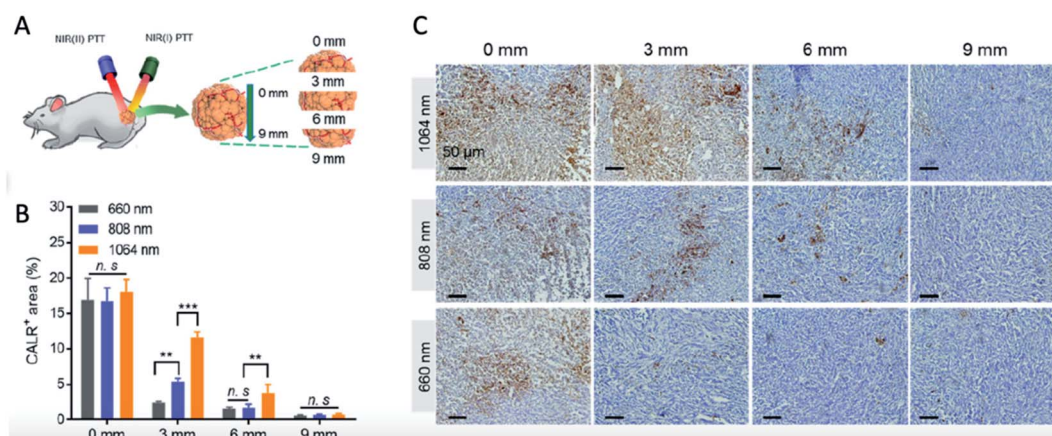 A
NIR(II) PTT
NIR(I) PTT
0 mm
9 mm
0 mm
3 mm
6 mm
9 mm
B
660 nm
808 nm
1064 nm
CALR+ area (%)
30
25
20
15
10
5
0
n. s
**
***
n. s
**
n. s
0 mm
3 mm
6 mm
9 mm
C
0 mm
3 mm
6 mm
9 mm
1064 nm
50 μm
808 nm
660 nm